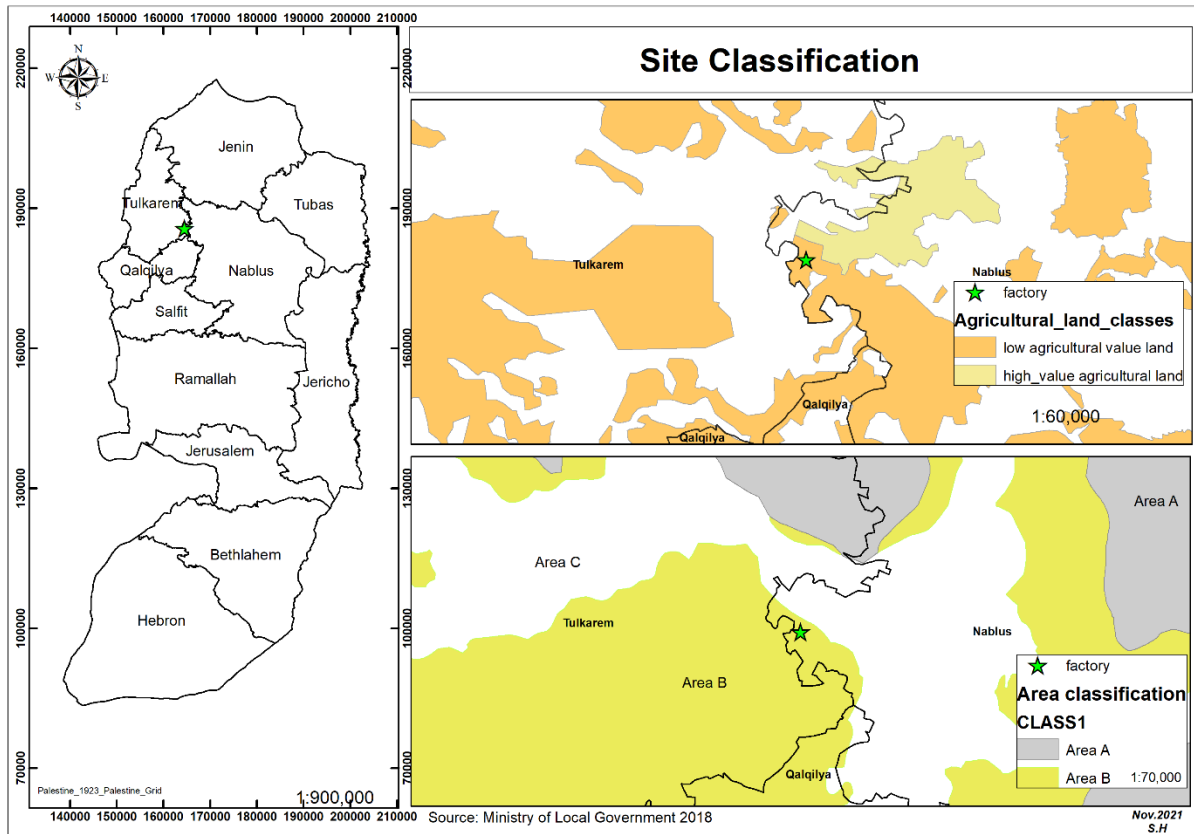 140000 150000 160000 170000 180000 190000 200000 210000
N
W E
S
220000
190000
160000
130000
100000
70000
Jenin
Tulkarem
Tubas
Qalqilya
Nablus
Salfit
Ramallah
Jericho
Jerusalem
Bethlahem
Hebron
220000
190000
160000
130000
100000
70000
Palestine_1923_Palestine_Grid
1:900,000
140000 150000 160000 170000 180000 190000 200000 210000
Site Classification
Tulkarem
Nablus
Qalqilya
Qalqilya
factory
Agricultural_land_classes
low agricultural value land
high_value agricultural land
1:60,000
Area A
Area C
Tulkarem
Nablus
Area B
Qalqilya
factory
Area classification
CLASS1
Area A
Area B 1:70,000
Source: Ministry of Local Government 2018
Nov.2021
S.H